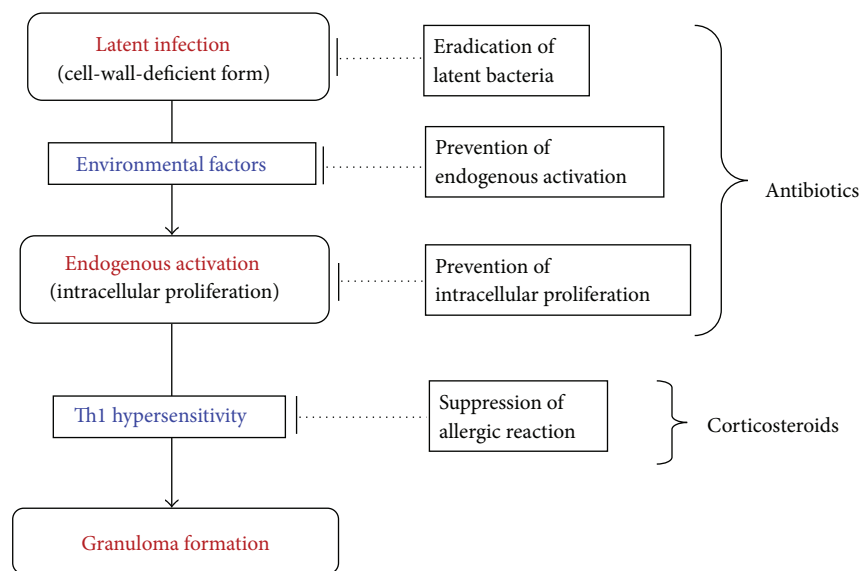 Latent infection
(cell-wall-deficient form)
Eradication of
latent bacteria
Environmental factors
Prevention of
endogenous activation
Antibiotics
Endogenous activation
(intracellular proliferation)
Prevention of
intracellular proliferation
Th1 hypersensitivity
Suppression of
allergic reaction
Corticosteroids
Granuloma formation